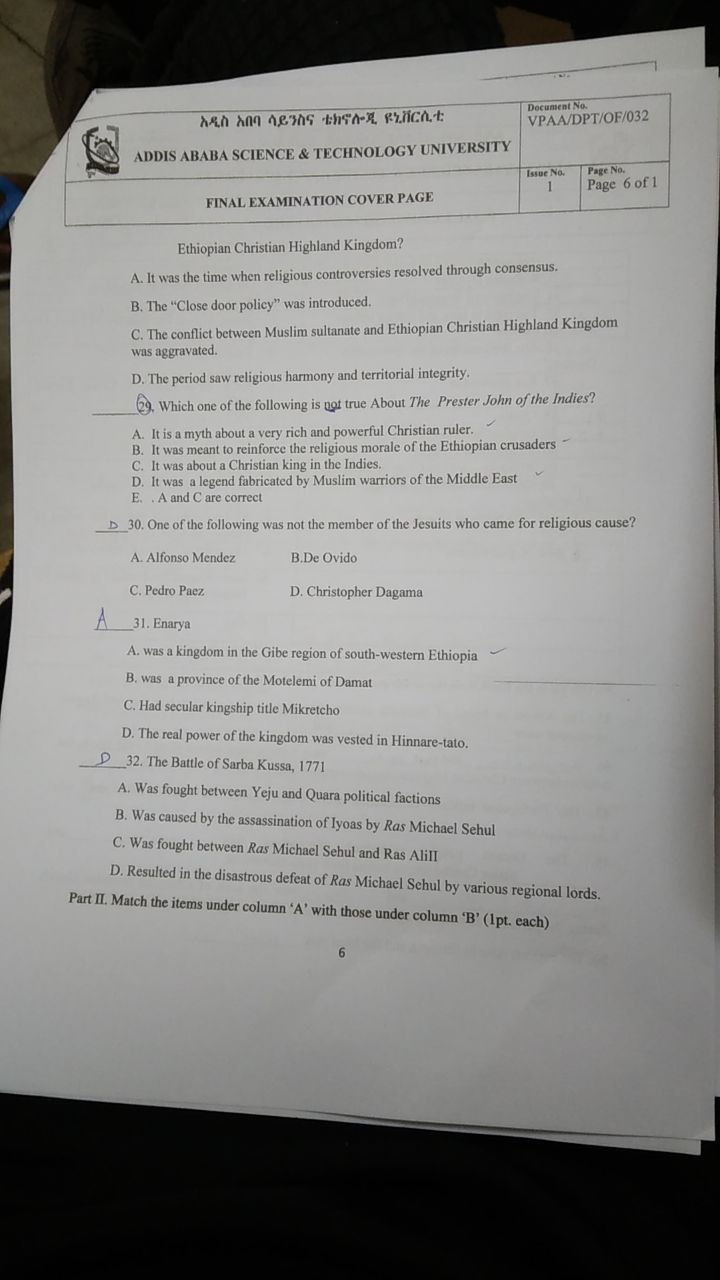 አዲስ አበባ ሳይንስና ቴክኖሎጂ ዩኒቨርሲቲ
ADDIS ABABA SCIENCE & TECHNOLOGY UNIVERSITY
Document No.
VPAA/DPT/OF/032
FINAL EXAMINATION COVER PAGE
Issue No.
1
Page No.
Page 6 of 1
Ethiopian Christian Highland Kingdom?
A. It was the time when religious controversies resolved through consensus.
B. The “Close door policy” was introduced.
C. The conflict between Muslim sultanate and Ethiopian Christian Highland Kingdom
was aggravated.
D. The period saw religious harmony and territorial integrity.
29. Which one of the following is not true About The Prester John of the Indies?
A. It is a myth about a very rich and powerful Christian ruler.
B. It was meant to reinforce the religious morale of the Ethiopian crusaders
C. It was about a Christian king in the Indies.
D. It was a legend fabricated by Muslim warriors of the Middle East
E. . A and C are correct
D 30. One of the following was not the member of the Jesuits who came for religious cause?
A. Alfonso Mendez B.De Ovido
C. Pedro Paez D. Christopher Dagama
A 31. Enarya
A. was a kingdom in the Gibe region of south-western Ethiopia
B. was a province of the Motelemi of Damat
C. Had secular kingship title Mikretcho
D. The real power of the kingdom was vested in Hinnare-tato.
D 32. The Battle of Sarba Kussa, 1771
A. Was fought between Yeju and Quara political factions
B. Was caused by the assassination of Iyoas by Ras Michael Sehul
C. Was fought between Ras Michael Sehul and Ras AliII
D. Resulted in the disastrous defeat of Ras Michael Sehul by various regional lords.
Part II. Match the items under column ‘A’ with those under column ‘B’ (1pt. each)
6